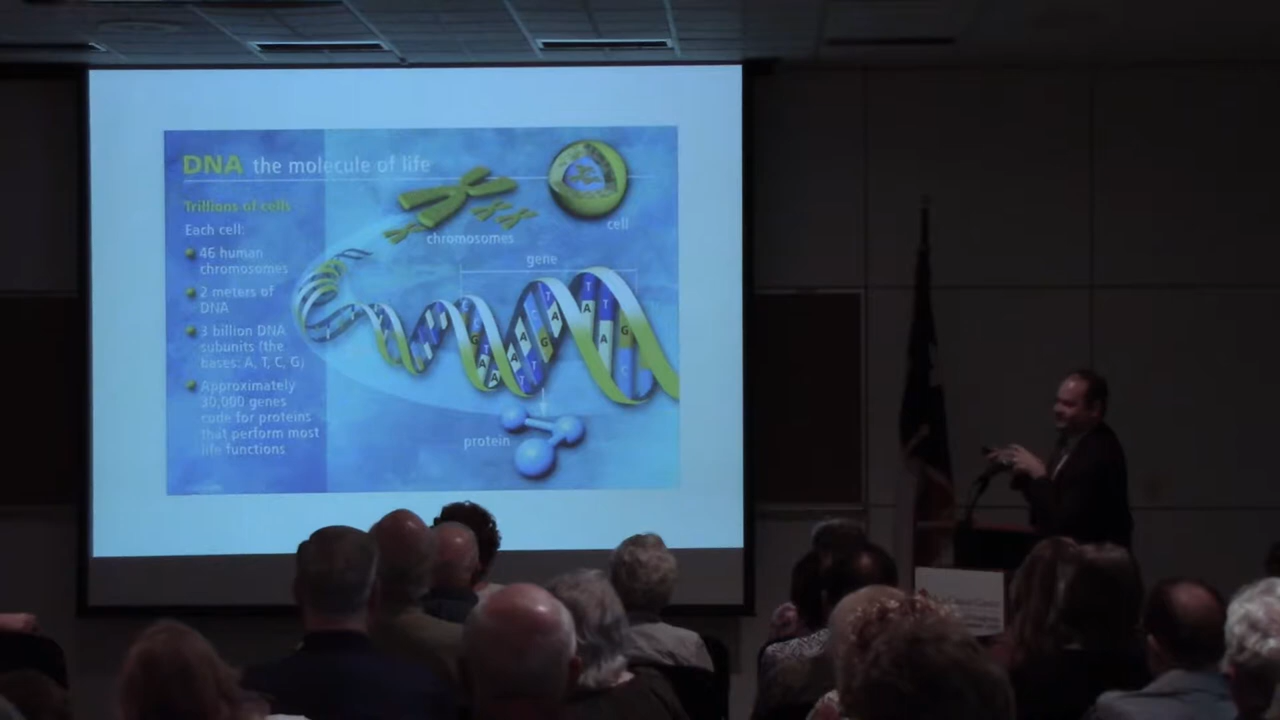 DNA the molecule of life
Trillions of cells
Each cell:
46 human
chromosomes
2 meters of
DNA
3 billion DNA
subunits (the
bases: A, T, C, G)
Approximately
30,000 genes
code for proteins
that perform most
life functions
chromosomes
cell
gene
protein